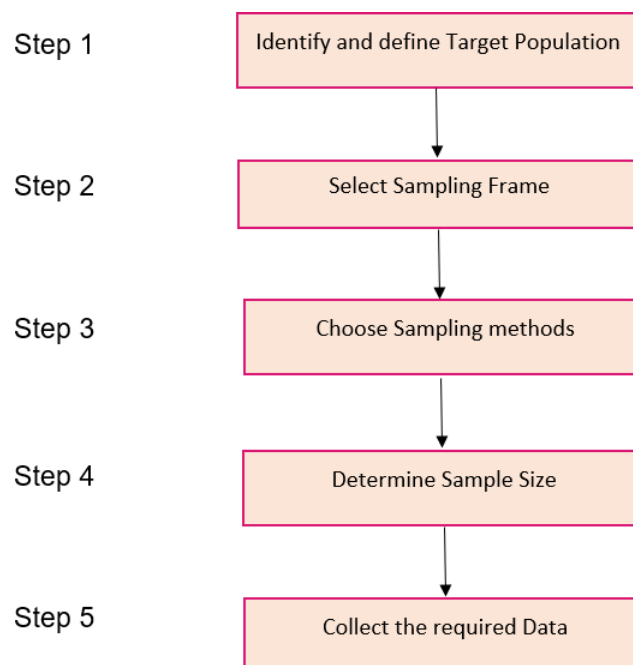 Step 1
Identify and define Target Population
Step 2
Select Sampling Frame
Step 3
Choose Sampling methods
Step 4
Determine Sample Size
Step 5
Collect the required Data